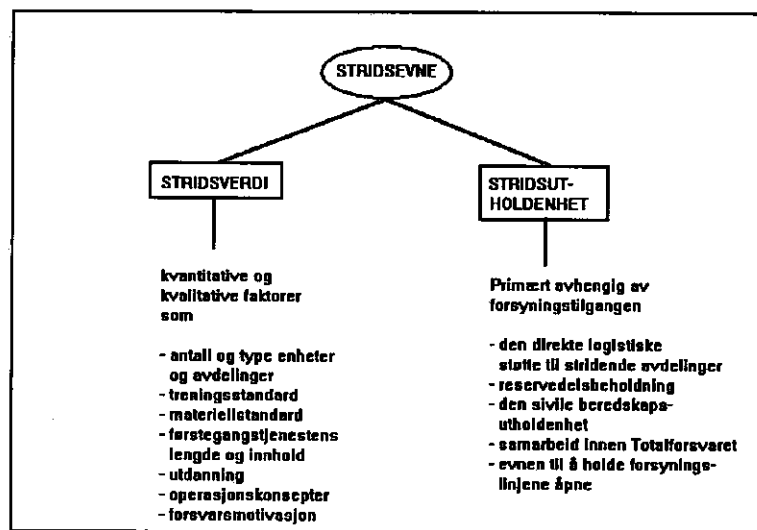 STRIDSEVNE
STRIDSVERDI
kvantitative og
kvalitative faktorer
som
- antall og type enheter
og avdelinger
- treningsstandard
- materiellstandard
- førstegangstjenestens
lengde og innhold
- utdanning
- operasjonskonsepter
- forsvarsmotivasjon
STRIDSUT-
HOLDENHET
Primært avhengig av
forsyningstilgangen
- den direkte logistiske
støtte til stridende avdelinger
- reservedelsbeholdning
- den sivile beredskaps-
utholdenhet
- samarbeid innen Totalforsvaret
- evnen til å holde forsynings-
linjene åpne